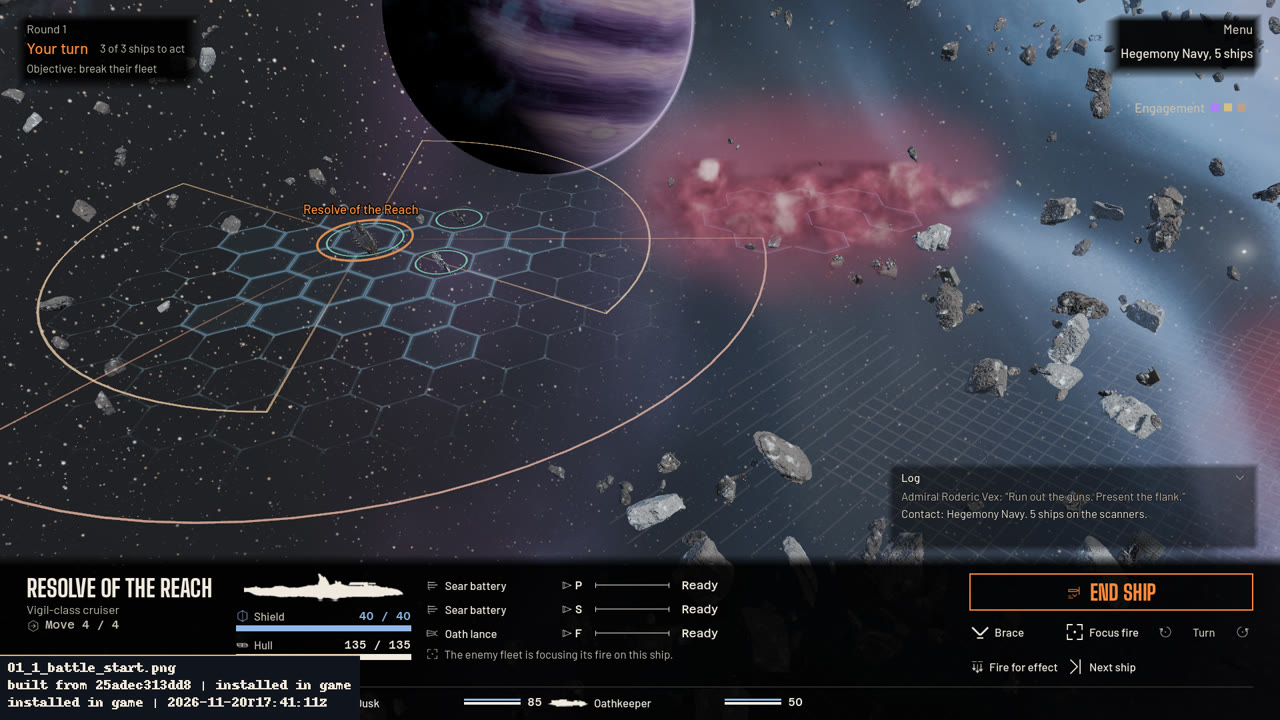 Round 1
Your turn 3 of 3 ships to act
Objective: break their fleet
Menu
Hegemony Navy, 5 ships
Engagement
Resolve of the Reach
Log
Admiral Roderic Vex: "Run out the guns. Present the flank."
Contact: Hegemony Navy. 5 ships on the scanners.
RESOLVE OF THE REACH
Vigil-class cruiser
Move 4 / 4
Shield 40 / 40
Hull 135 / 135
Sear battery P Ready
Sear battery S Ready
Oath lance F Ready
The enemy fleet is focusing its fire on this ship.
END SHIP
Brace Focus fire Turn
Fire for effect Next ship
01_1_battle_start.png
built from 25adec313dd8 | installed in game
installed in game | 2026-11-20T17:41:11Z
85 Oathkeeper 50